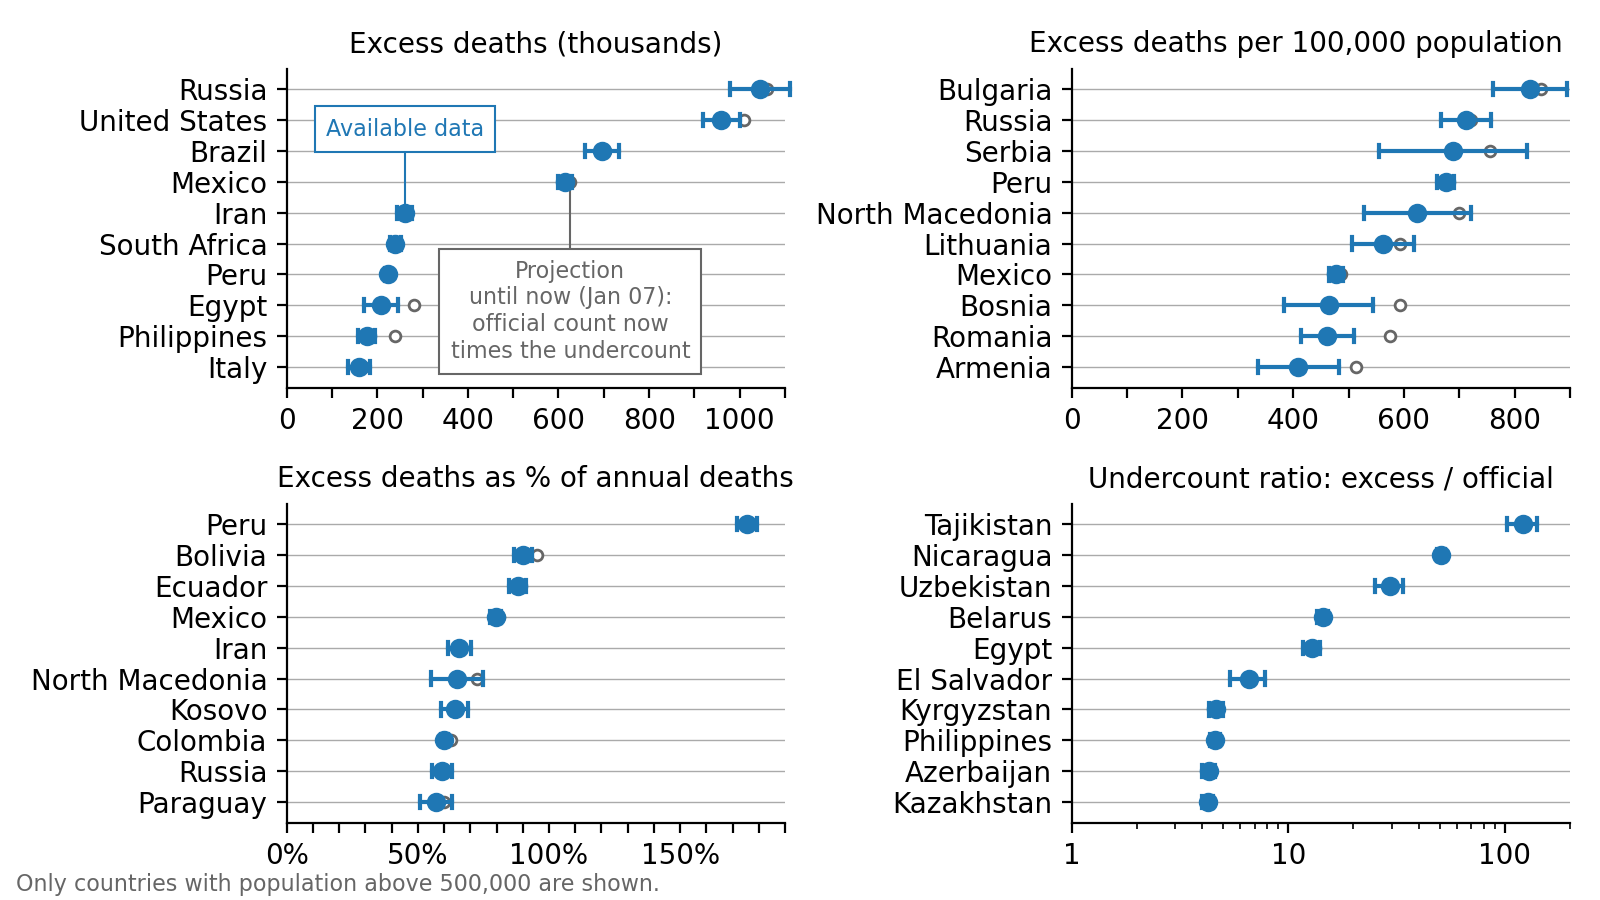 Excess deaths (thousands)
Russia
United States
Brazil
Mexico
Iran
South Africa
Peru
Egypt
Philippines
Italy
Available data
Projection
until now (Jan 07):
official count now
times the undercount
0 200 400 600 800 1000
Excess deaths per 100,000 population
Bulgaria
Russia
Serbia
Peru
North Macedonia
Lithuania
Mexico
Bosnia
Romania
Armenia
0 200 400 600 800
Excess deaths as % of annual deaths
Peru
Bolivia
Ecuador
Mexico
Iran
North Macedonia
Kosovo
Colombia
Russia
Paraguay
0% 50% 100% 150%
Undercount ratio: excess / official
Tajikistan
Nicaragua
Uzbekistan
Belarus
Egypt
El Salvador
Kyrgyzstan
Philippines
Azerbaijan
Kazakhstan
1 10 100
Only countries with population above 500,000 are shown.